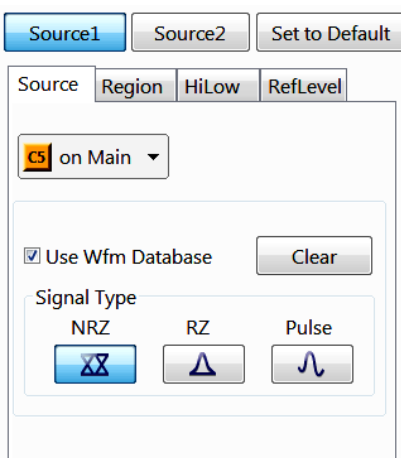 Source1 Source2 Set to Default
Source Region HiLow RefLevel
C5 on Main
Use Wfm Database Clear
Signal Type
NRZ RZ Pulse